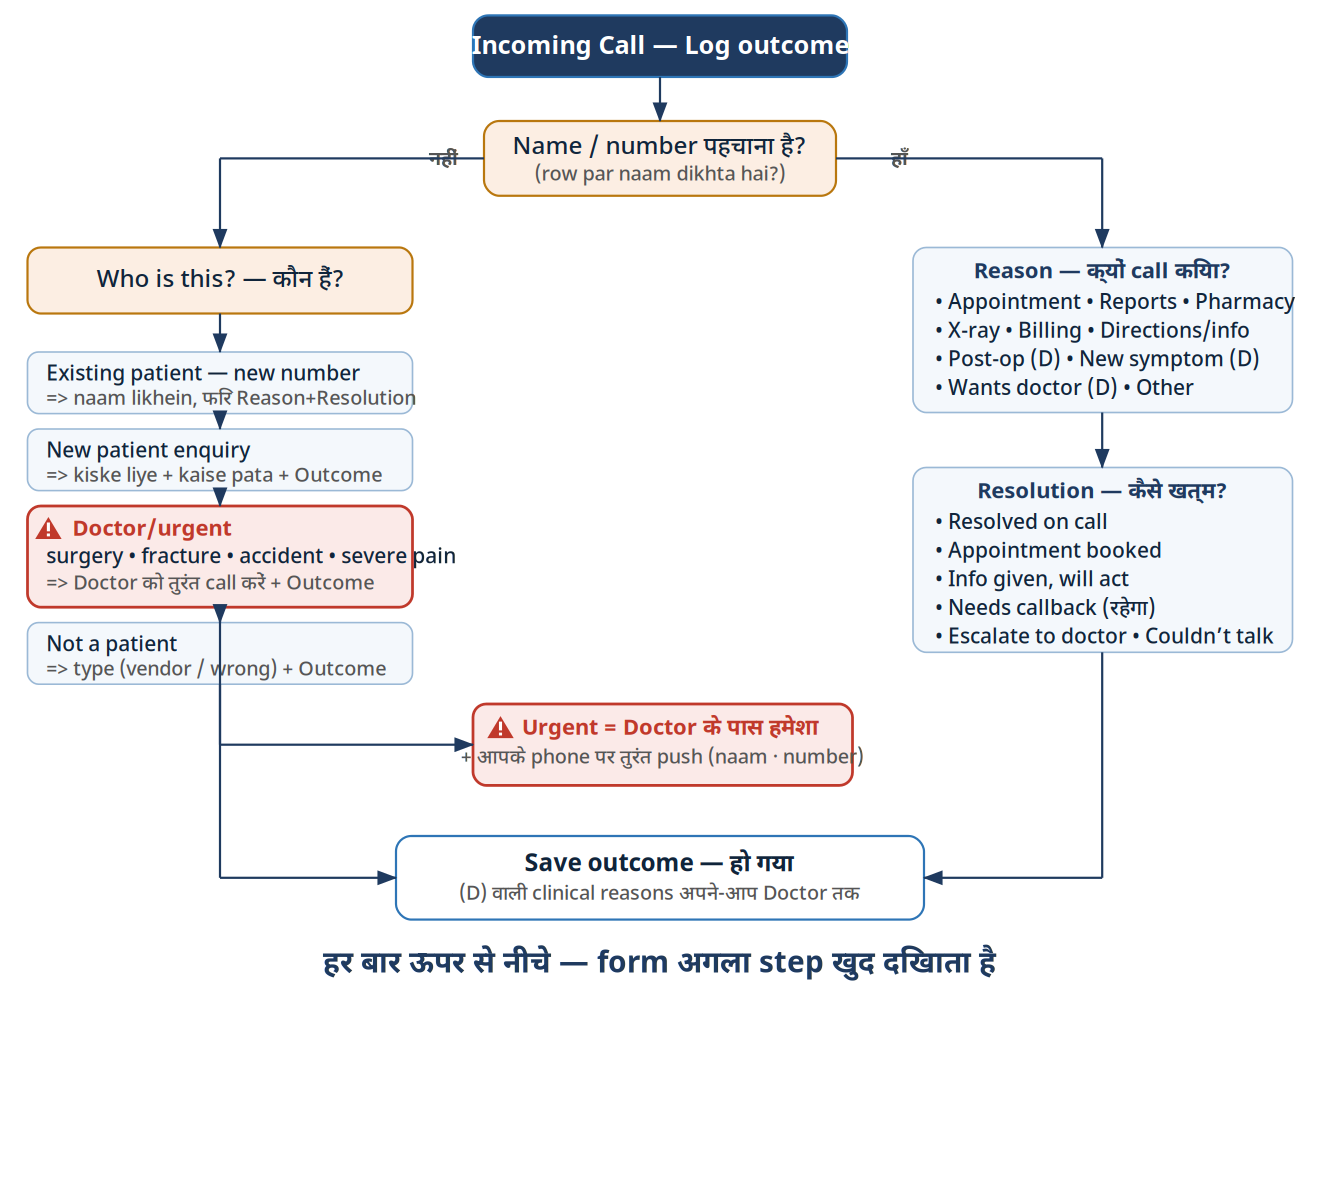 Incoming Call — Log outcome
Name / number पहचाना है?
(row par naam dikhta hai?)
नहीं
हाँ
Who is this? — कौन हैं?
Existing patient — new number
=> naam likhein, फिर Reason+Resolution
New patient enquiry
=> kiske liye + kaise pata + Outcome
Doctor/urgent
surgery • fracture • accident • severe pain
=> Doctor को तुरंत call करें + Outcome
Not a patient
=> type (vendor / wrong) + Outcome
Reason — क्यों call किया?
• Appointment • Reports • Pharmacy
• X-ray • Billing • Directions/info
• Post-op (D) • New symptom (D)
• Wants doctor (D) • Other
Resolution — कैसे खत्म?
• Resolved on call
• Appointment booked
• Info given, will act
• Needs callback (रहेगा)
• Escalate to doctor • Couldn’t talk
Urgent = Doctor के पास हमेशा
+ आपके phone पर तुरंत push (naam · number)
Save outcome — हो गया
(D) वाली clinical reasons अपने-आप Doctor तक
हर बार ऊपर से नीचे — form अगला step खुद दिखाता है